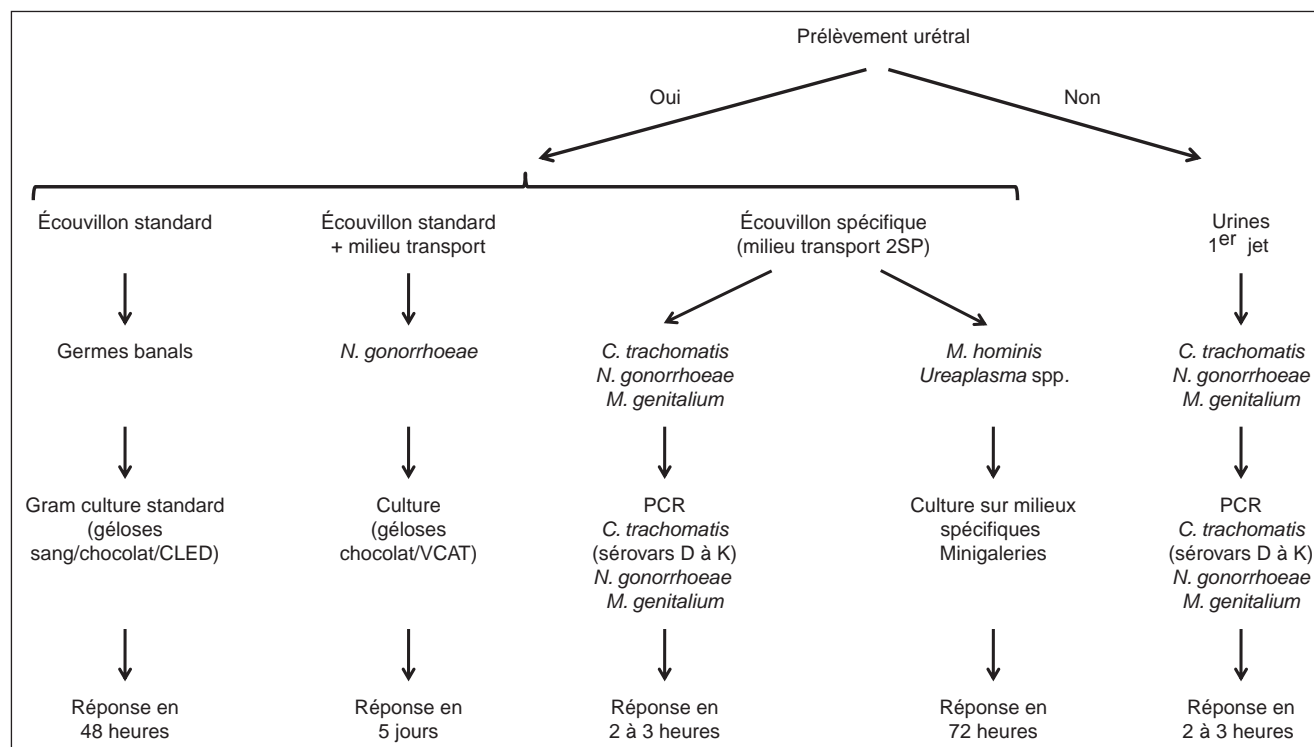 Prélèvement urétral
Oui
Non
Écouvillon standard
Écouvillon standard
+ milieu transport
Écouvillon spécifique
(milieu transport 2SP)
Urines
1er jet
Germes banals
N. gonorrhoeae
C. trachomatis
N. gonorrhoeae
M. genitalium
M. hominis
Ureaplasma spp.
C. trachomatis
N. gonorrhoeae
M. genitalium
Gram culture standard
(géloses
sang/chocolat/CLED)
Culture
(géloses
chocolat/VCAT)
PCR
C. trachomatis
(sérovars D à K)
N. gonorrhoeae
M. genitalium
Culture sur milieux
spécifiques
Minigaleries
PCR
C. trachomatis
(sérovars D à K)
N. gonorrhoeae
M. genitalium
Réponse en
48 heures
Réponse en
5 jours
Réponse en
2 à 3 heures
Réponse en
72 heures
Réponse en
2 à 3 heures